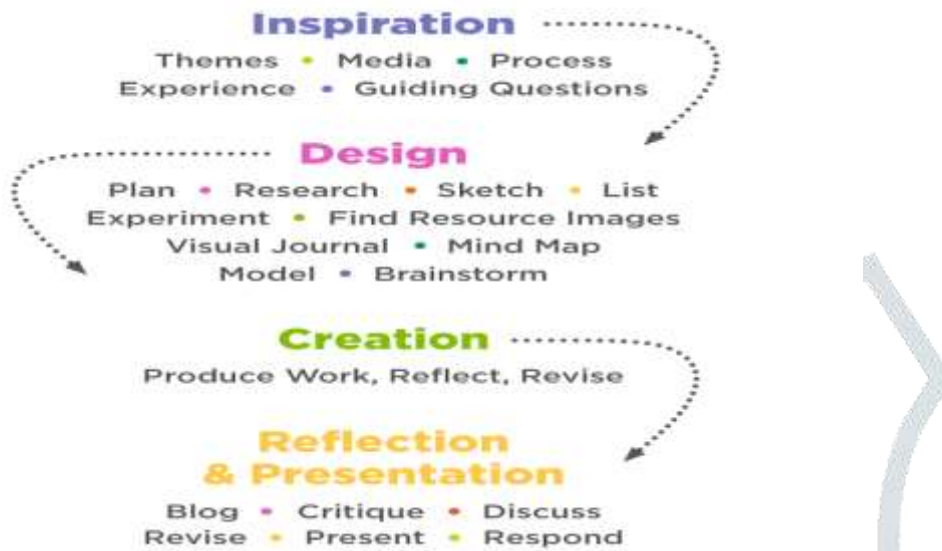 Inspiration
Themes • Media • Process
Experience • Guiding Questions
Design
Plan • Research • Sketch • List
Experiment • Find Resource Images
Visual Journal • Mind Map
Model • Brainstorm
Creation
Produce Work, Reflect, Revise
Reflection
& Presentation
Blog • Critique • Discuss
Revise • Present • Respond